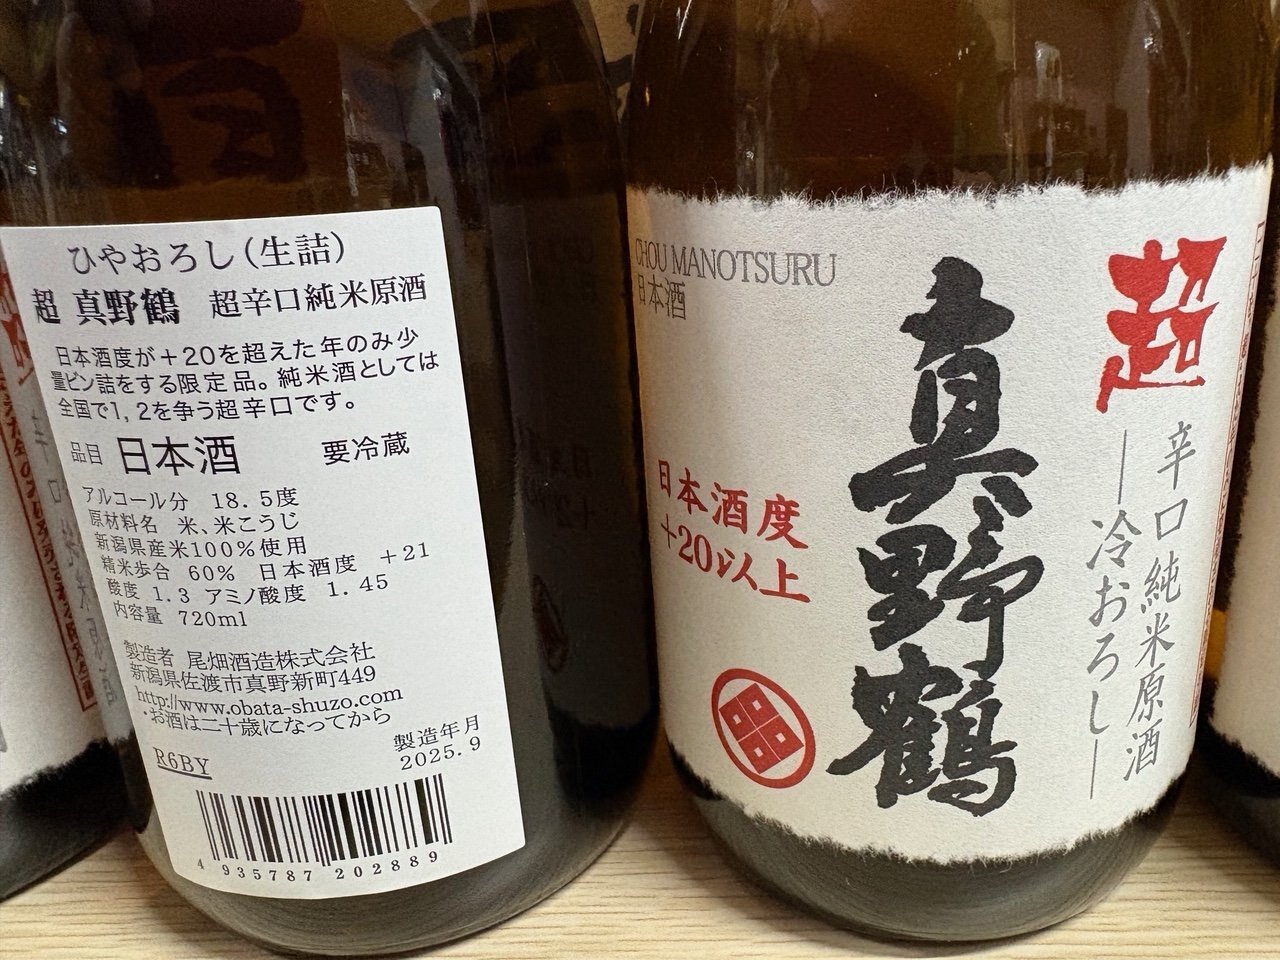 ひやおろし(生詰)
超 真野鶴 超辛口純米原酒
日本酒度が+20を超えた年のみ少
量ビン詰をする限定品。純米酒としては
全国で1,2を争う超辛口です。
品目 日本酒 要冷蔵
アルコール分 18.5度
原材料名 米、米こうじ
新潟県産米100%使用
精米歩合 60% 日本酒度 +21
酸度 1.3 アミノ酸度 1.45
内容量 720ml
製造者 尾畑酒造株式会社
新潟県佐渡市真野新町449
http://www.obata-shuzo.com
・お酒は二十歳になってから
製造年月
2025.9
R6BY
4 935787 202889
CHOU MANOTSURU
日本酒
超
辛口純米原酒
―冷おろし―
真野鶴
日本酒度
+20以上